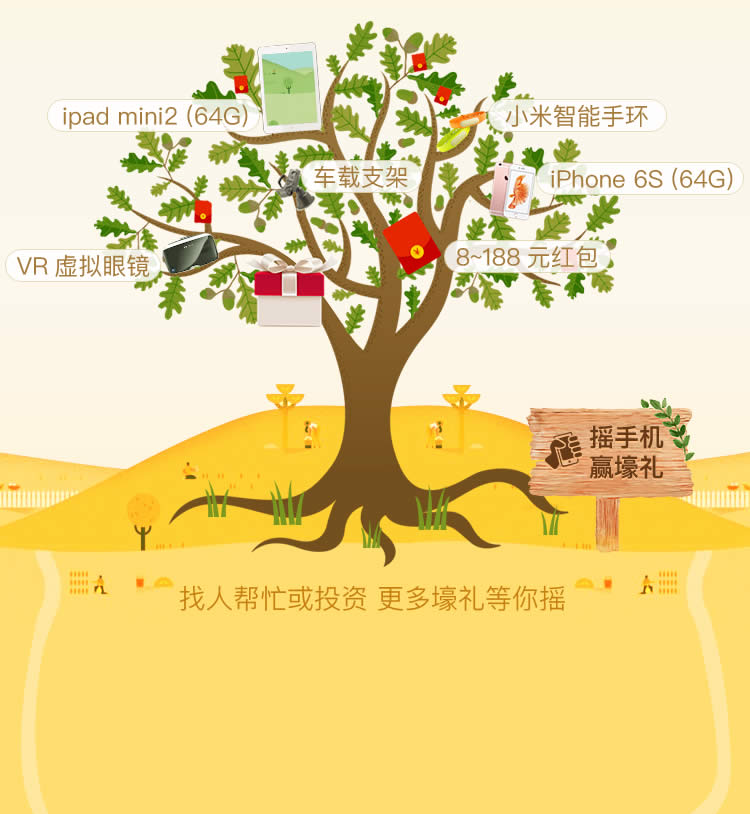 ipad mini2 (64G)
小米智能手环
车载支架
iPhone 6S (64G)
VR 虚拟眼镜
8~188 元红包
摇手机
赢壕礼
找人帮忙或投资 更多壕礼等你摇